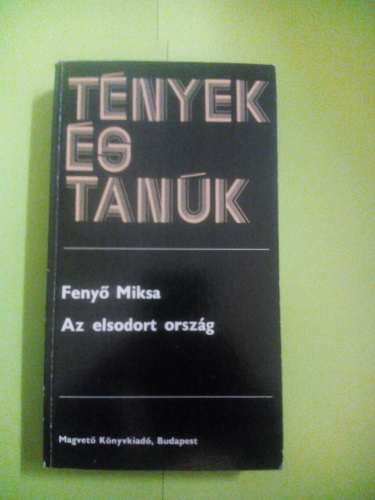 TÉNYEK
ÉS
TANÚK
Fenyő Miksa
Az elsodort ország
Magvető Könyvkiadó, Budapest